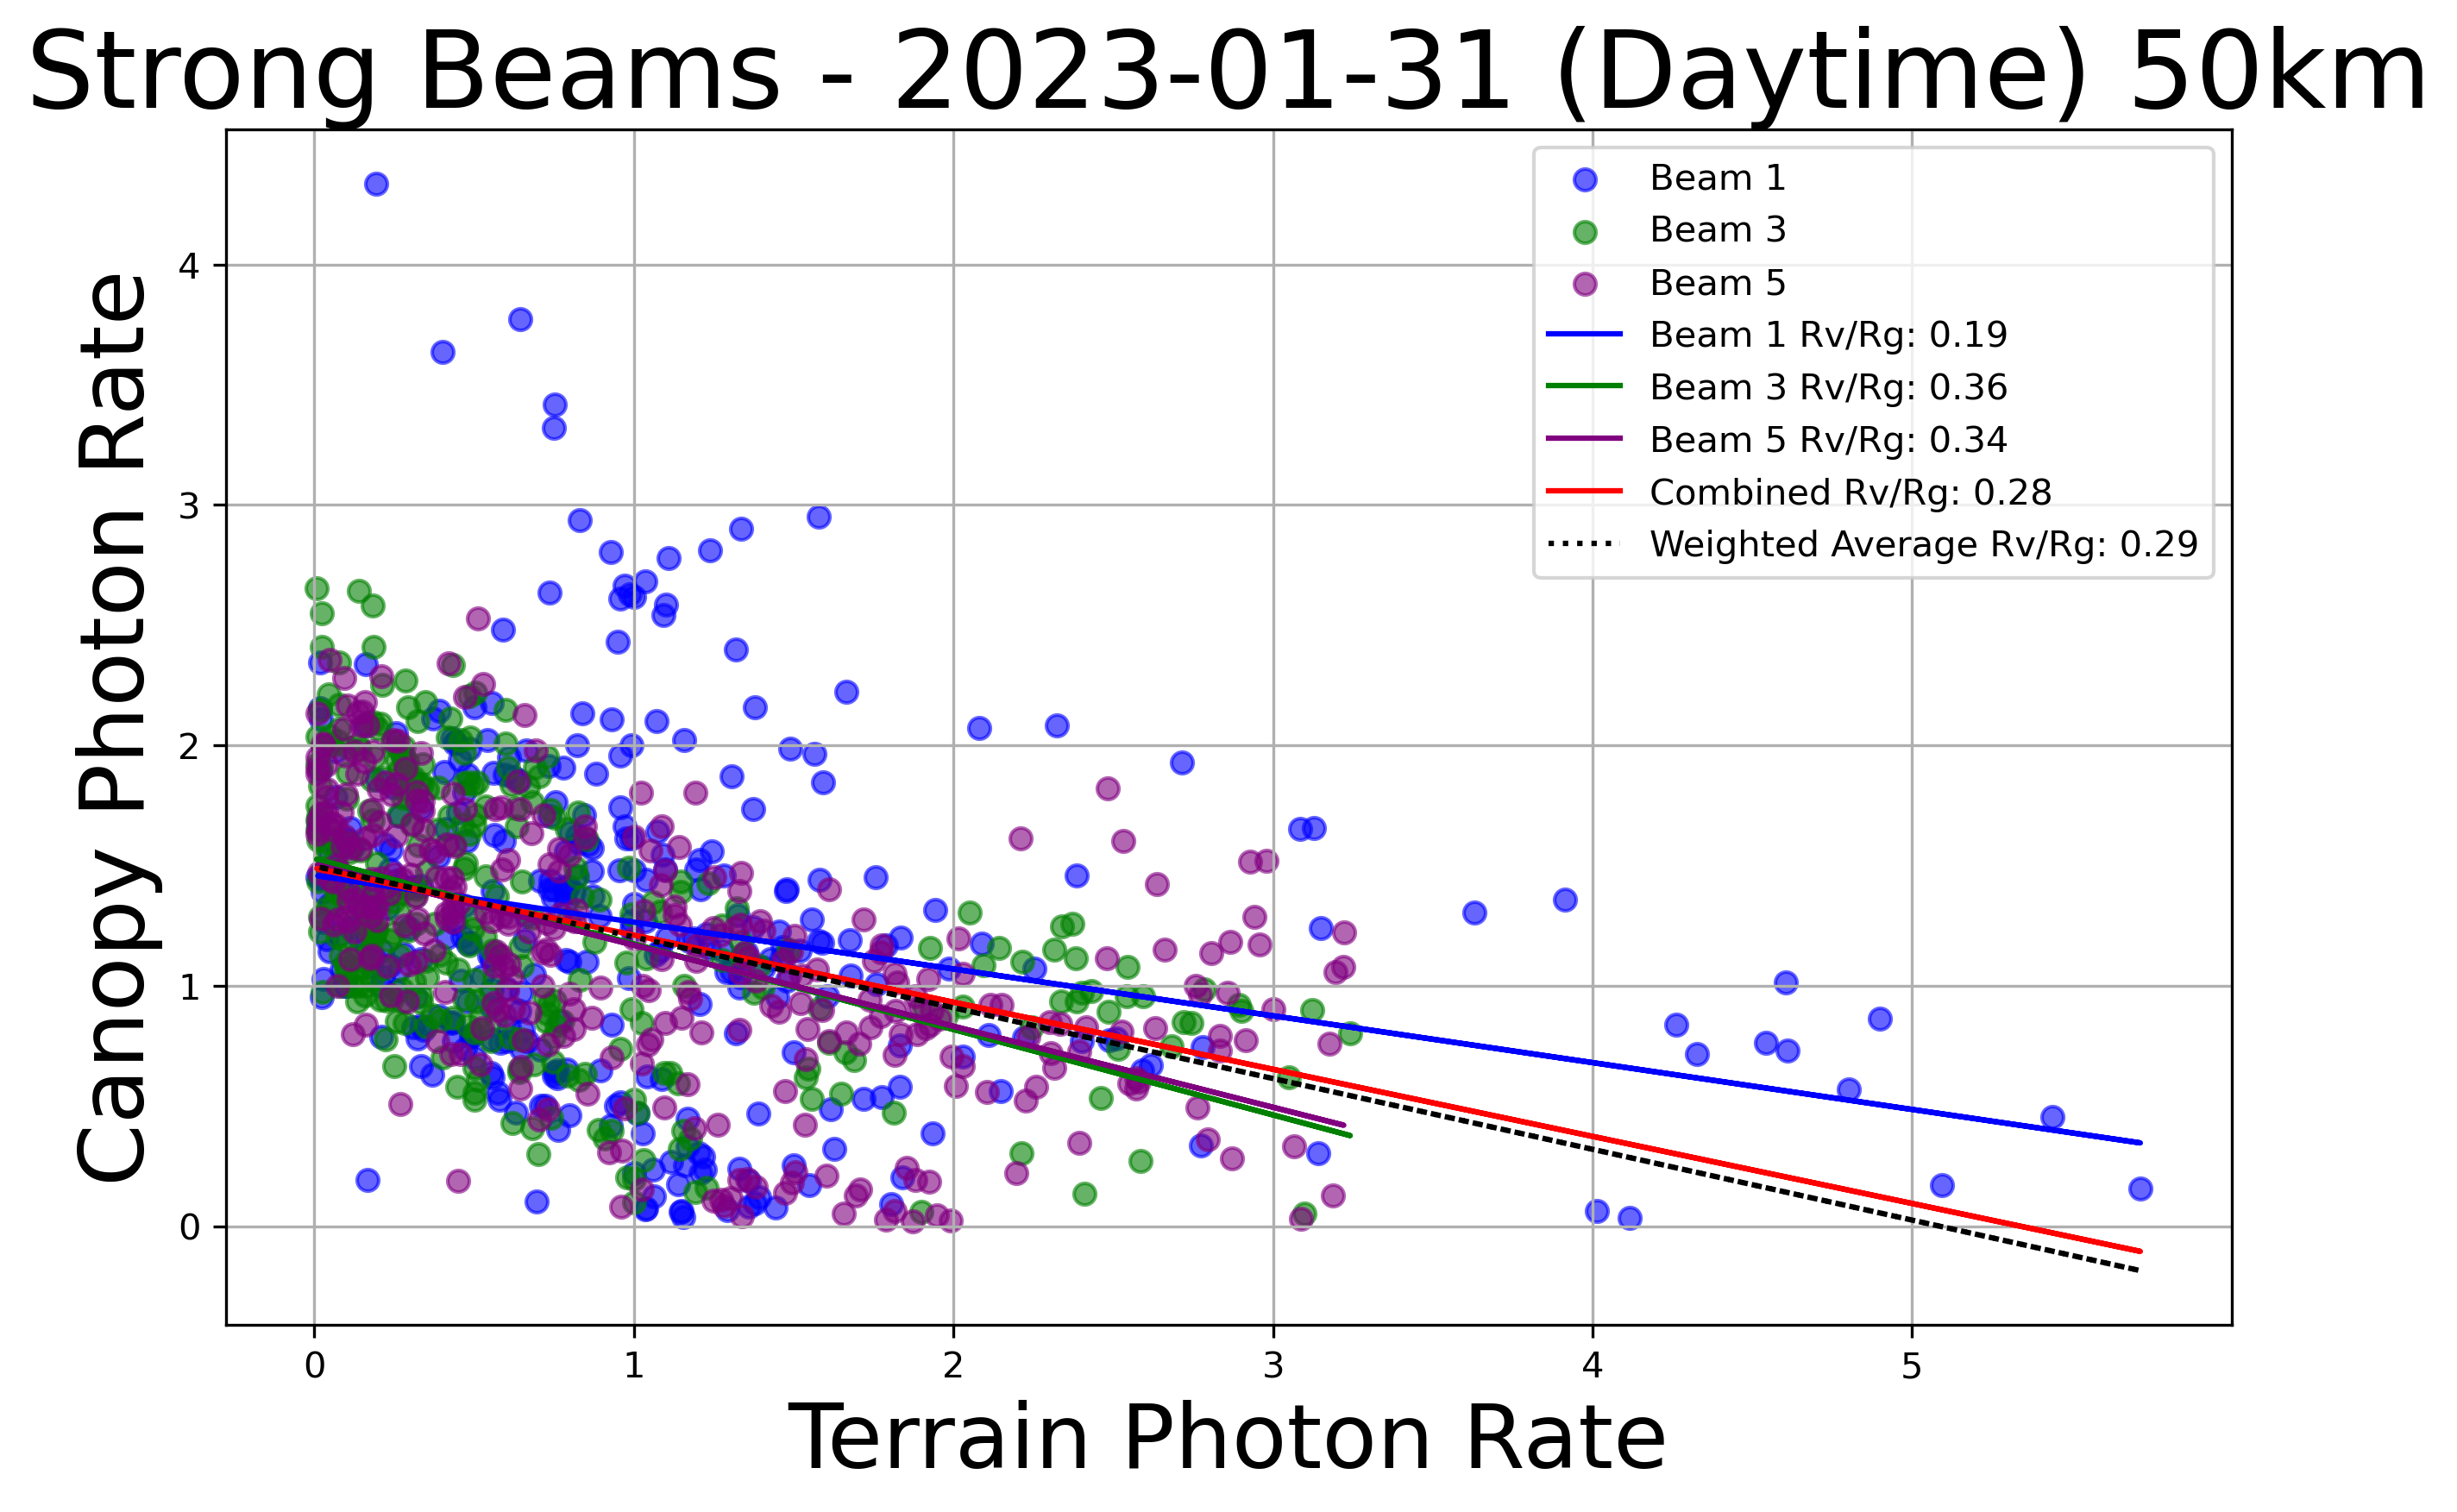 Strong Beams - 2023-01-31 (Daytime) 50km
Canopy Photon Rate
4
3
2
1
0
Beam 1
Beam 3
Beam 5
Beam 1 Rv/Rg: 0.19
Beam 3 Rv/Rg: 0.36
Beam 5 Rv/Rg: 0.34
Combined Rv/Rg: 0.28
Weighted Average Rv/Rg: 0.29
0 1 2 3 4 5
Terrain Photon Rate